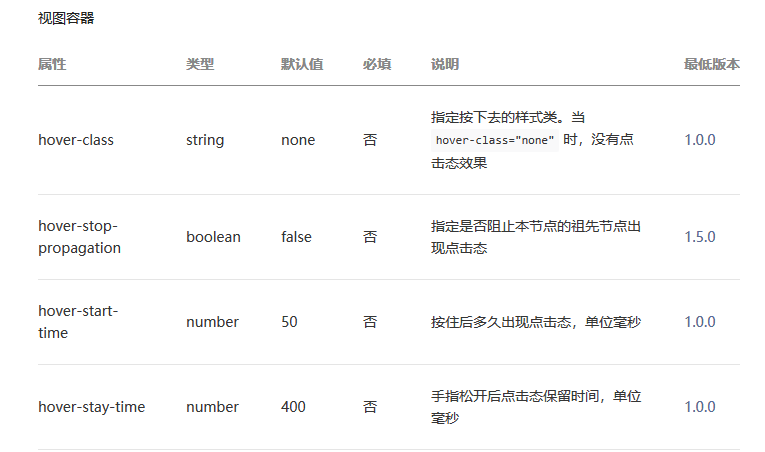 视图容器
属性 类型 默认值 必填 说明 最低版本
指定按下去的样式类。当
hover-class string none 否 hover-class="none" 时，没有点 1.0.0
击态效果
hover-stop- 指定是否阻止本节点的祖先节点出
boolean false 否 1.5.0
propagation 现点击态
hover-start-
number 50 否 按住后多久出现点击态，单位毫秒 1.0.0
time
手指松开后点击态保留时间，单位
hover-stay-time number 400 否 1.0.0
毫秒